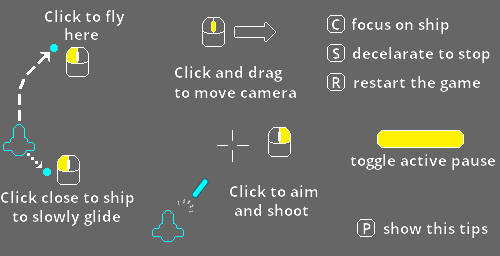 Click to fly
here
Click and drag
to move camera
C focus on ship
S decelarate to stop
R restart the game
toggle active pause
Click close to ship
to slowly glide
Click to aim
and shoot
P show this tips